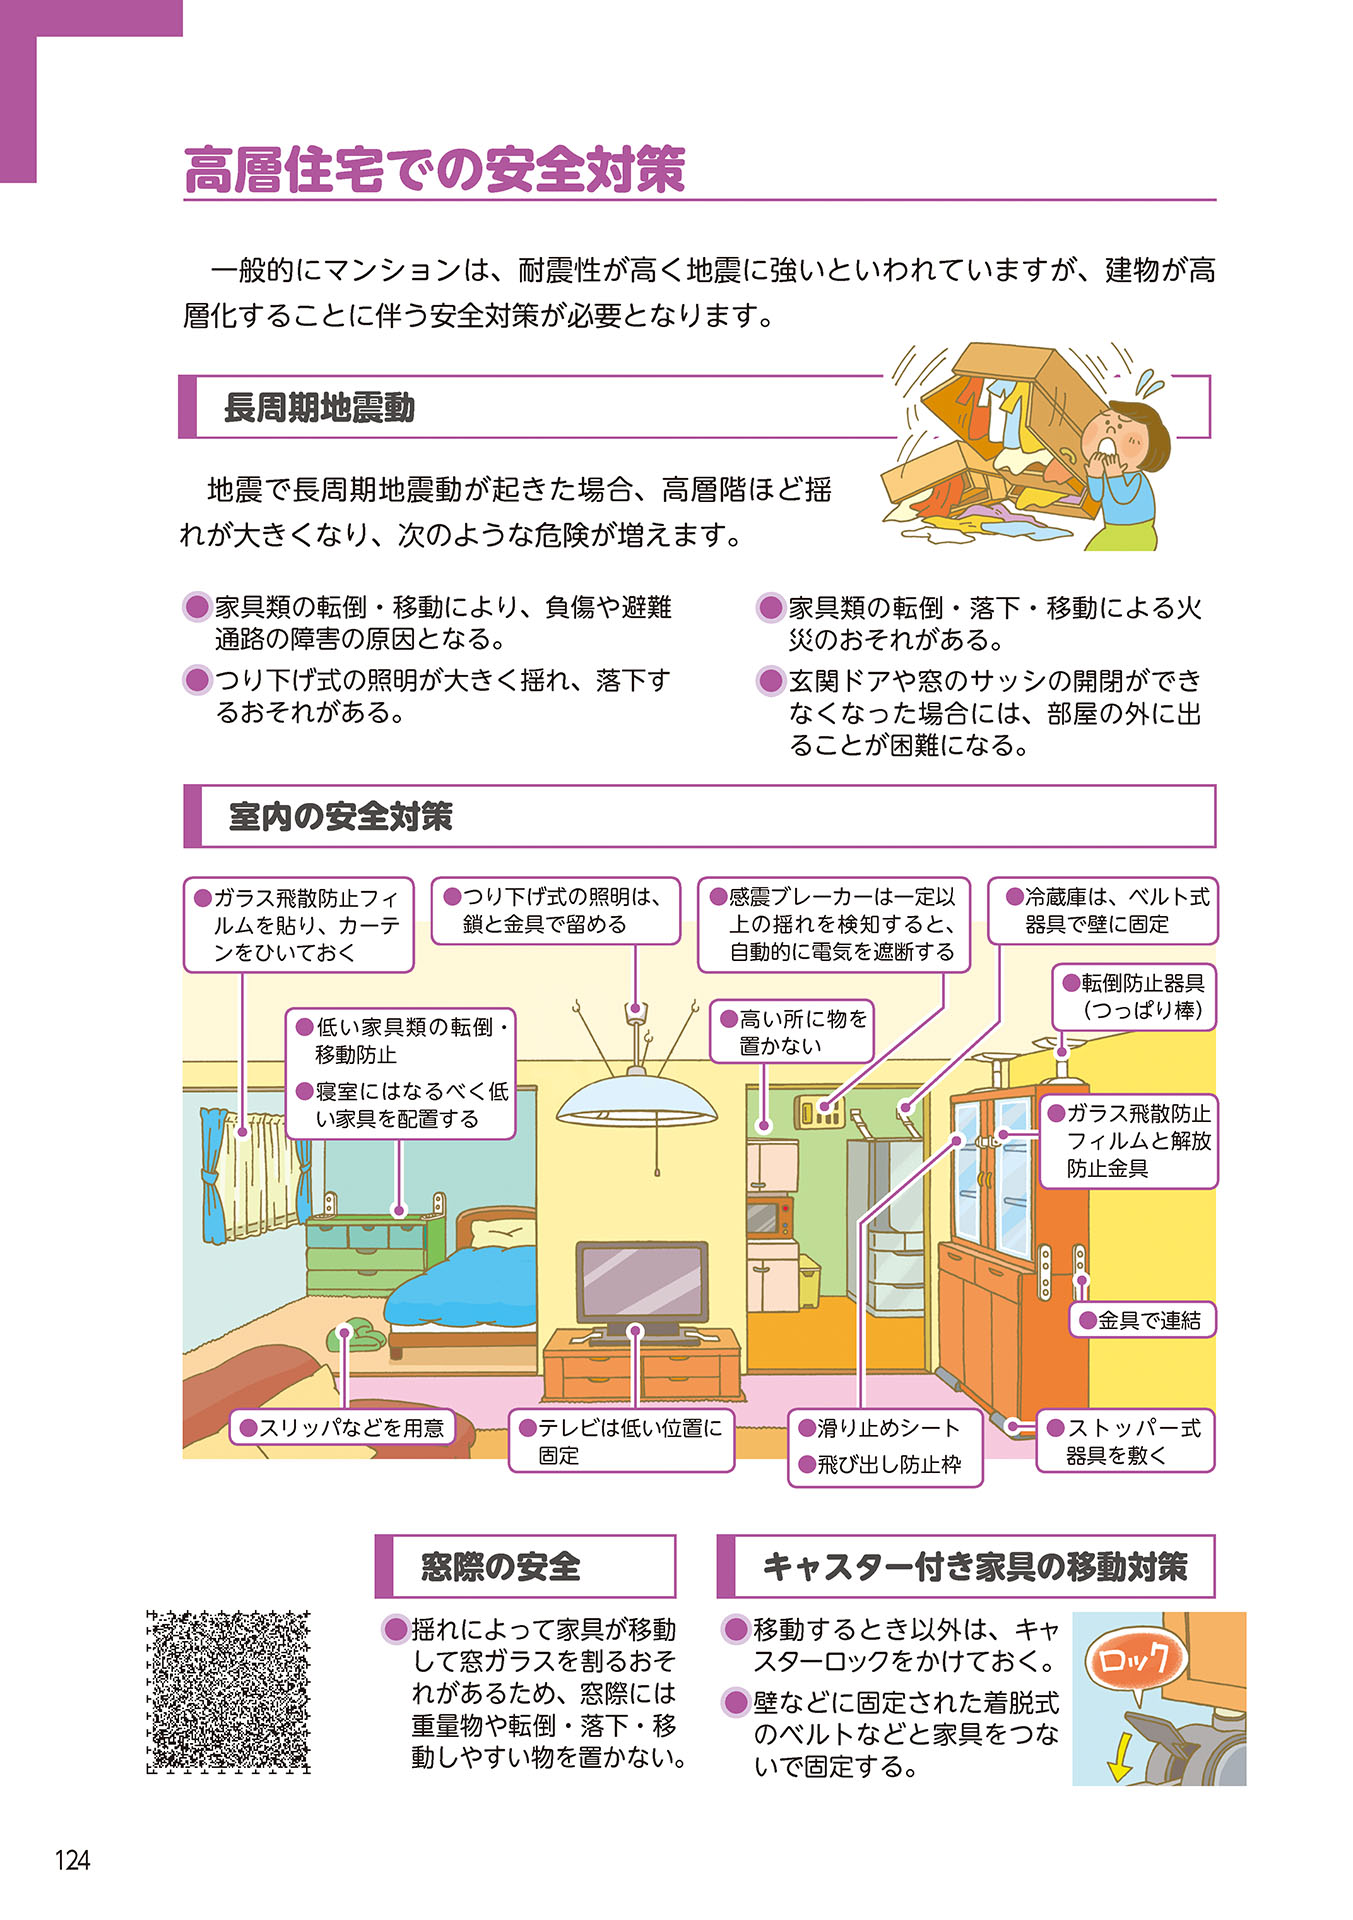 高層住宅での安全対策
一般的にマンションは、耐震性が高く地震に強いといわれていますが、建物が高
層化することに伴う安全対策が必要となります。
長周期地震動
地震で長周期地震動が起きた場合、高層階ほど揺
れが大きくなり、次のような危険が増えます。
●家具類の転倒・移動により、負傷や避難
通路の障害の原因となる。
●つり下げ式の照明が大きく揺れ、落下す
るおそれがある。
●家具類の転倒・落下・移動による火
災のおそれがある。
●玄関ドアや窓のサッシの開閉ができ
なくなった場合には、部屋の外に出
ることが困難になる。
室内の安全対策
●ガラス飛散防止フィ
ルムを貼り、カーテ
ンをひいておく
●つり下げ式の照明は、
鎖と金具で留める
●感震ブレーカーは一定以
上の揺れを検知すると、
自動的に電気を遮断する
●冷蔵庫は、ベルト式
器具で壁に固定
●転倒防止器具
（つっぱり棒）
●低い家具類の転倒・
移動防止
●寝室にはなるべく低
い家具を配置する
●高い所に物を
置かない
●ガラス飛散防止
フィルムと解放
防止金具
●金具で連結
●スリッパなどを用意
●テレビは低い位置に
固定
●滑り止めシート
●飛び出し防止枠
●ストッパー式
器具を敷く
窓際の安全
●揺れによって家具が移動
して窓ガラスを割るおそ
れがあるため、窓際には
重量物や転倒・落下・移
動しやすい物を置かない。
キャスター付き家具の移動対策
●移動するとき以外は、キャ
スターロックをかけておく。
●壁などに固定された着脱式
のベルトなどと家具をつな
いで固定する。
ロック
124